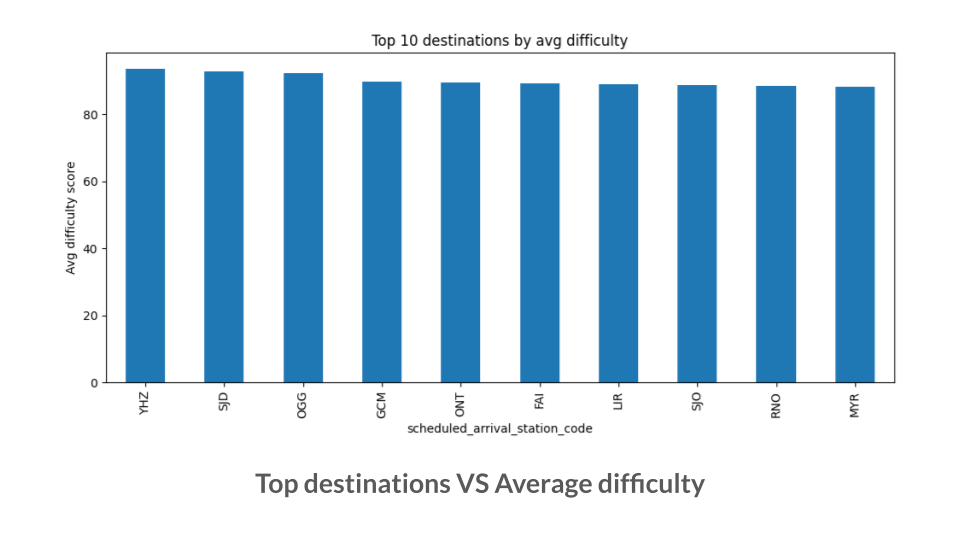 Top 10 destinations by avg difficulty
Avg difficulty score
80
60
40
20
0
YHZ
SJD
OGG
GCM
ONT
FAI
LIR
SJO
RNO
MYR
scheduled_arrival_station_code
Top destinations VS Average difficulty